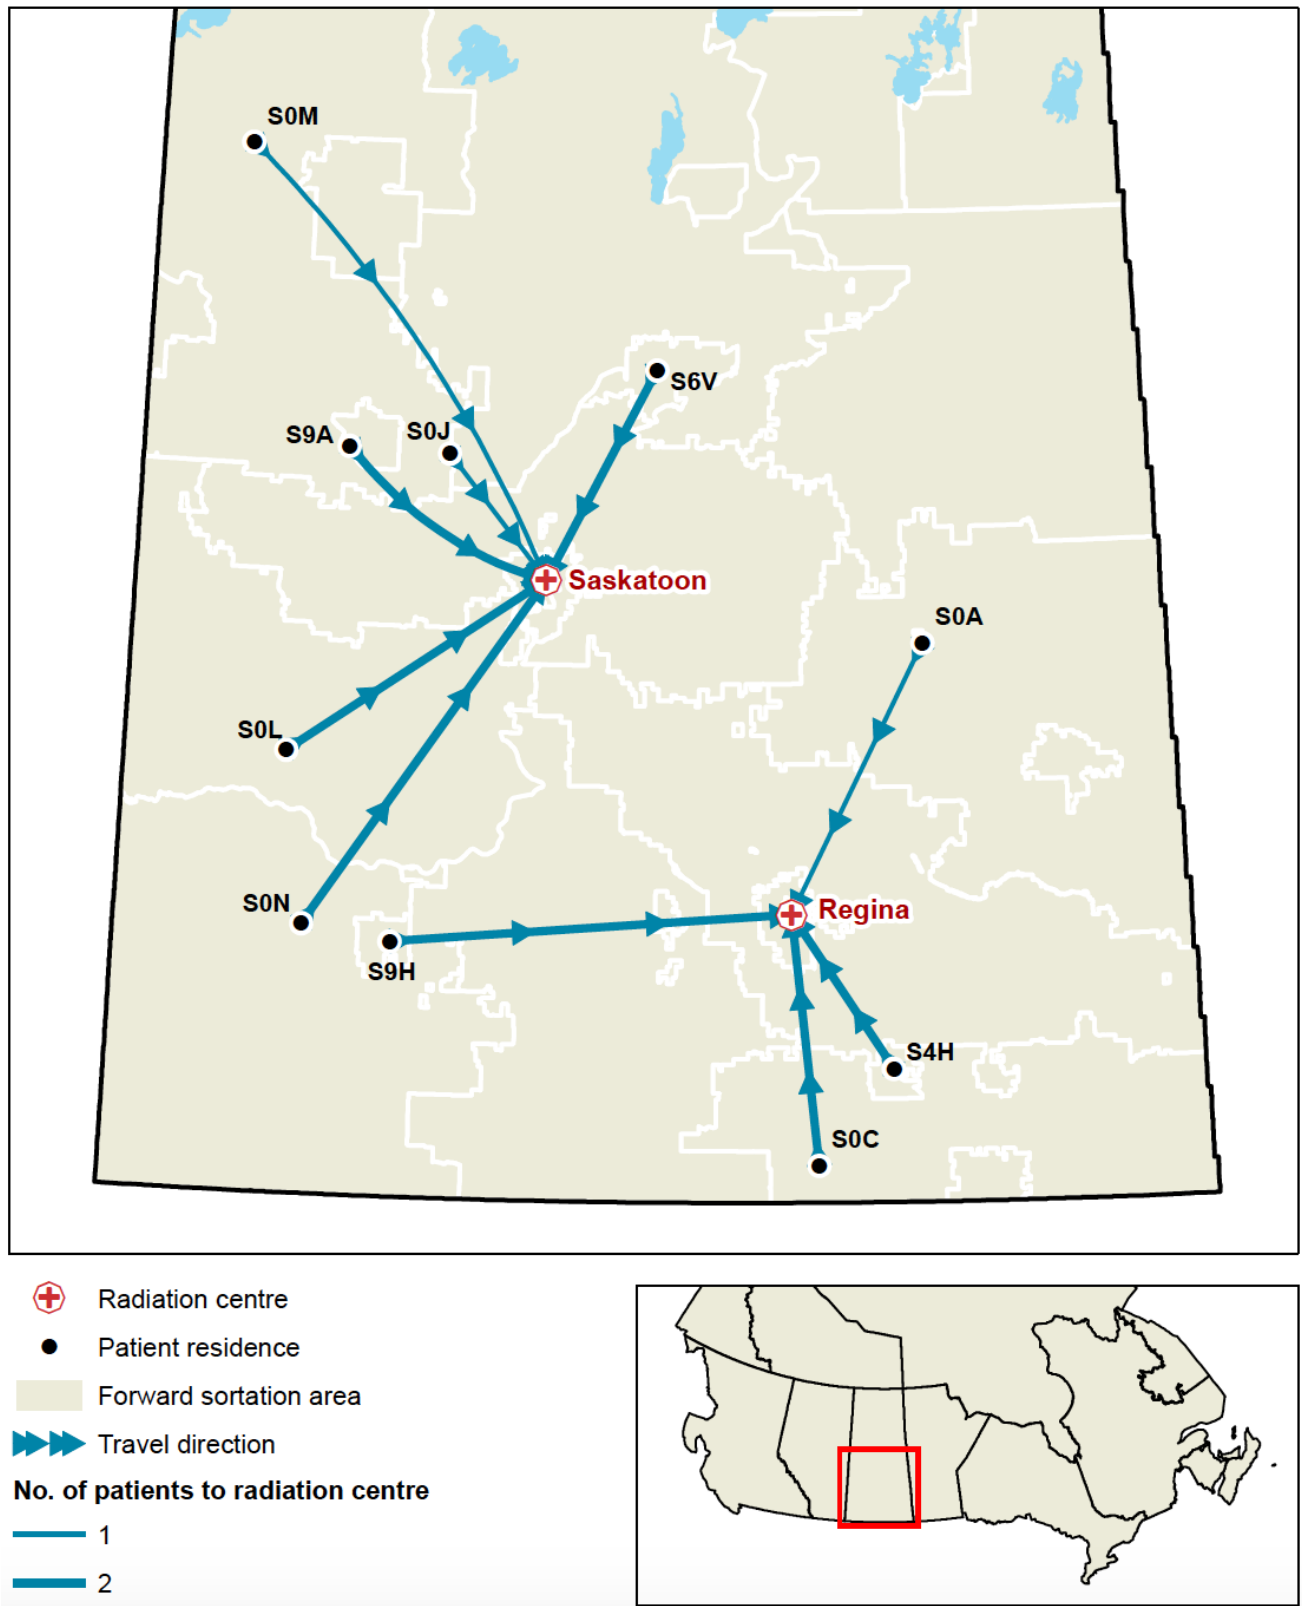 S0M
S6V
S9A
S0J
Saskatoon
S0A
S0L
S0N
Regina
S9H
S4H
S0C
Radiation centre
Patient residence
Forward sortation area
Travel direction
No. of patients to radiation centre
1
2